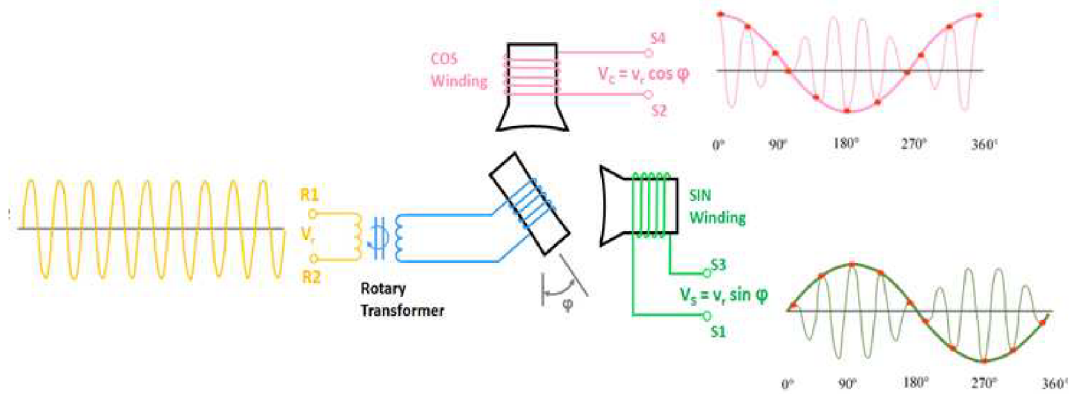 COS
Winding
S4
V_C = v_r cos φ
S2
0° 90° 180° 270° 360°
R1
V_r
R2
Rotary
Transformer
φ
SIN
Winding
S3
V_S = v_r sin φ
S1
0° 90° 180° 270° 360°